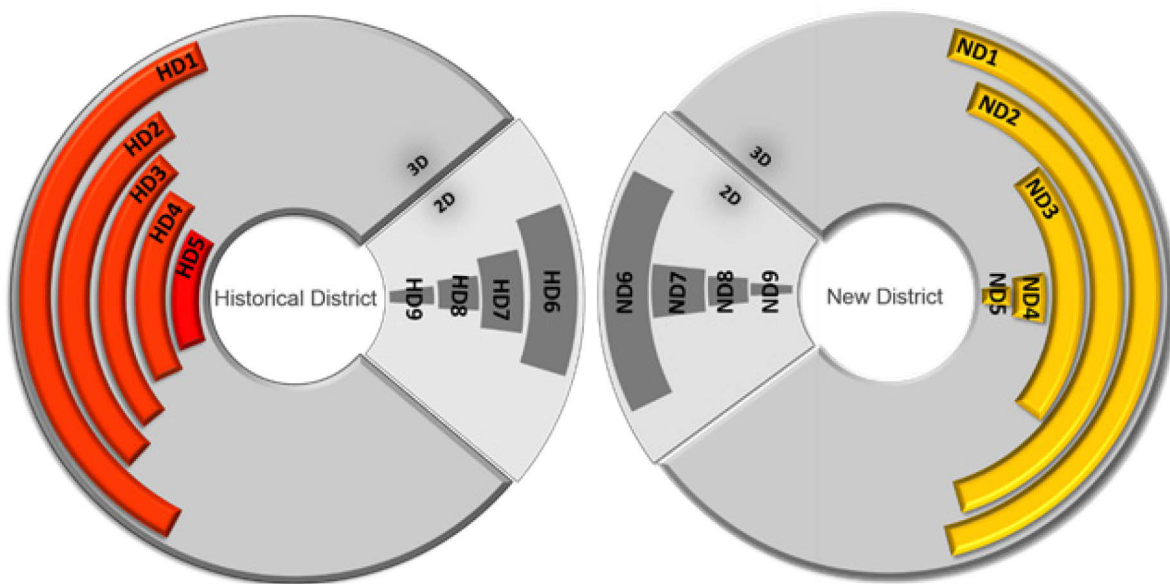 HD1
HD2
HD3
HD4
HD5
Historical District
3D
2D
HD9
HD8
HD7
HD6
ND6
ND7
ND8
ND9
3D
2D
New District
ND1
ND2
ND3
ND5
ND4